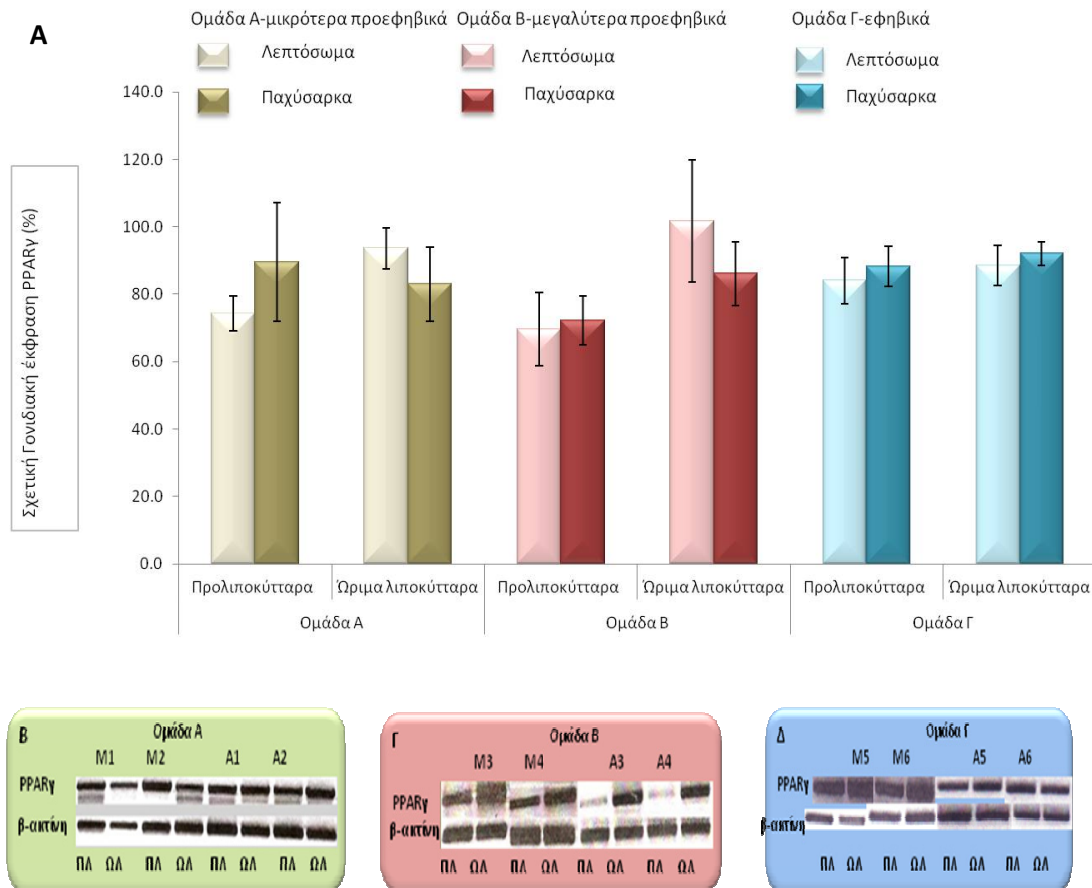 A
Ομάδα Α-μικρότερα προεφηβικά Ομάδα Β-μεγαλύτερα προεφηβικά Ομάδα Γ-εφηβικά
Λεπτόσωμα Λεπτόσωμα Λεπτόσωμα
Παχύσαρκα Παχύσαρκα Παχύσαρκα
Σχετική Γονιδιακή έκφραση PPARγ (%)
140.0
120.0
100.0
80.0
60.0
40.0
20.0
0.0
Προλιποκύτταρα Ώριμα λιποκύτταρα Προλιποκύτταρα Ώριμα λιποκύτταρα Προλιποκύτταρα Ώριμα λιποκύτταρα
Ομάδα Α Ομάδα Β Ομάδα Γ
Β Ομάδα Α
Μ1 Μ2 Α1 Α2
PPARγ
β-ακτίνη
ΠΛ ΩΛ ΠΛ ΩΛ ΠΛ ΩΛ ΠΛ ΩΛ
Γ Ομάδα Β
Μ3 Μ4 Α3 Α4
PPARγ
β-ακτίνη
ΠΛ ΩΛ ΠΛ ΩΛ ΠΛ ΩΛ ΠΛ ΩΛ
Δ Ομάδα Γ
Μ5 Μ6 Α5 Α6
PPARγ
β-ακτίνη
ΠΛ ΩΛ ΠΛ ΩΛ ΠΛ ΩΛ ΠΛ ΩΛ